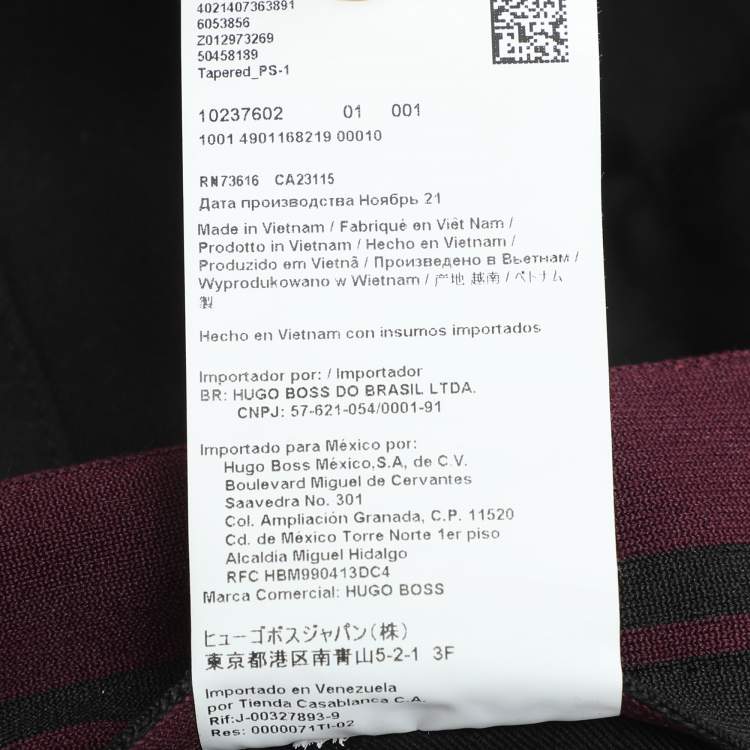 4021407363891
6053856
Z012973269
50458189
Tapered_PS-1
10237602 01 001
1001 4901168219 00010
RN73616 CA23115
Дата производства Ноябрь 21
Made in Vietnam / Fabriqué en Viêt Nam /
Prodotto in Vietnam / Hecho en Vietnam /
Produzido em Vietnã / Произведено в Вьетнам /
Wyprodukowano w Wietnam / 産地 越南 / ベトナム
製
Hecho en Vietnam con insumos importados
Importador por: / Importador
BR: HUGO BOSS DO BRASIL LTDA.
CNPJ: 57-621-054/0001-91
Importado para México por:
Hugo Boss México,S.A, de C.V.
Boulevard Miguel de Cervantes
Saavedra No. 301
Col. Ampliación Granada, C.P. 11520
Cd. de México Torre Norte 1er piso
Alcaldia Miguel Hidalgo
RFC HBM990413DC4
Marca Comercial: HUGO BOSS
ヒューゴボスジャパン(株)
東京都港区南青山5-2-1 3F
Importado en Venezuela
por Tienda Casablanca C.A.
Rif:J-00327893-9
Res: 0000071TI-02